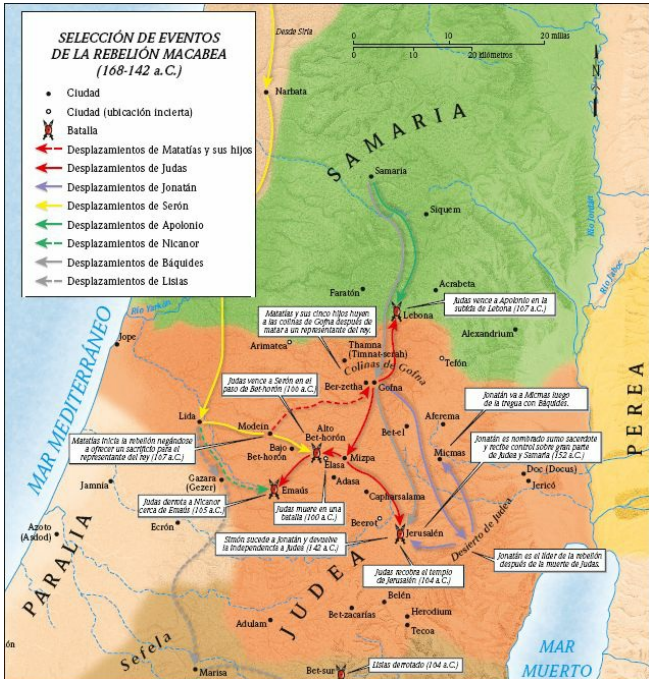 SELECCIÓN DE EVENTOS
DE LA REBELIÓN MACABEA
(168-142 a.C.)
Ciudad
Ciudad (ubicación incierta)
Batalla
Desplazamientos de Matatías y sus hijos
Desplazamientos de Judas
Desplazamientos de Jonatán
Desplazamientos de Serón
Desplazamientos de Apolonio
Desplazamientos de Nicanor
Desplazamientos de Báquides
Desplazamientos de Lisias
Desde Siria
0 10 20 millas
0 10 20 kilómetros
N
Narbata
SAMARIA
Samaria
Siquem
Río Jordán
Río Jaboc
Faratón
Acrabeta
Río Yarkón
Matatías y sus cinco hijos huyen
a las colinas de Gofna después de
matar a un representante del rey.
Lebona
Judas vence a Apolonio en la
subida de Lebona (167 a.C.)
MAR MEDITERRÁNEO
Jope
Arimatea
Thamna
(Timnat-serah)
Alexandrium
Colinas de Gofna
Tefón
Judas vence a Serón en el
paso de Bet-horón (166 a.C.)
Ber-zetha
Gofna
Jonatán va a Micmas luego
de la tregua con Báquides.
PEREA
Lida
Modein
Alto
Bet-horón
Bet-el
Aferema
Jonatán es nombrado sumo sacerdote
y recibe control sobre gran parte
de Judea y Samaria (152 a.C.)
Matatías inicia la rebelión negándose
a ofrecer un sacrificio para el
representante del rey (167 a.C.)
Bajo
Bet-horón
Elasa
Mizpa
Micmas
Doc (Docus)
Jericó
Jamnia
Gazara
(Gezer)
Emaús
Adasa
Capharsalama
Judas derrota a Nicanor
cerca de Emaús (165 a.C.)
Judas muere en una
batalla (160 a.C.)
Beerot
Azoto
(Asdod)
Ecrón
Simón sucede a Jonatán y devuelve
la independencia a Judea (142 a.C.)
Jerusalén
Desierto de Judea
Jonatán es el líder de la rebelión
después de la muerte de Judas.
PARALIA
Judas recobra el templo
de Jerusalén (164 a.C.)
JUDEA
Belén
Bet-zacarías
Herodium
Adulam
Tecoa
Sefela
Marisa
Bet-sur
Lisias derrotado (164 a.C.)
MAR
MUERTO
ón